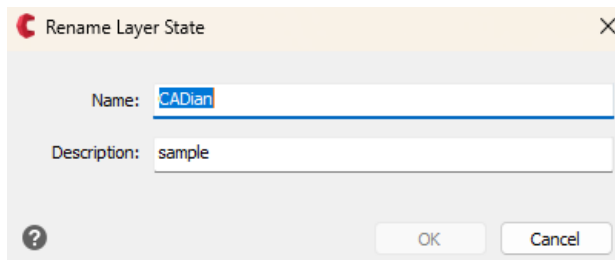 Rename Layer State
Name: CADian
Description: sample
OK Cancel